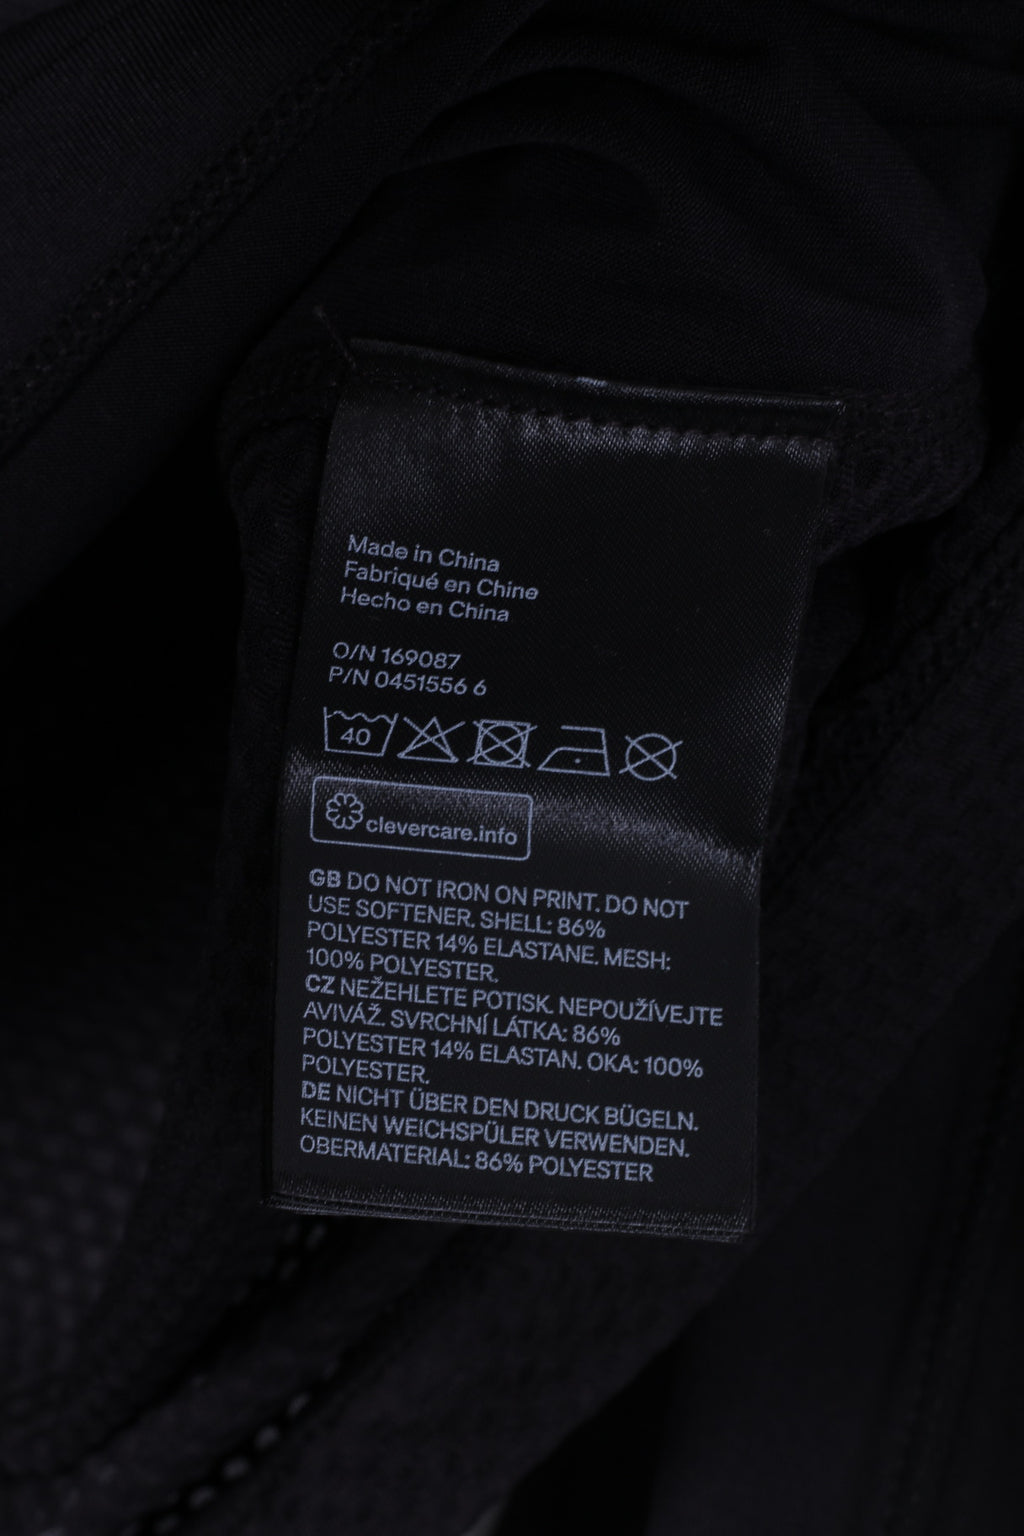 Made in China
Fabriqué en Chine
Hecho en China
O/N 169087
P/N 0451556 6
40
clevercare.info
GB DO NOT IRON ON PRINT. DO NOT
USE SOFTENER. SHELL: 86%
POLYESTER 14% ELASTANE. MESH:
100% POLYESTER.
CZ NEŽEHLETE POTISK. NEPOUŽÍVEJTE
AVIVÁŽ. SVRCHNÍ LÁTKA: 86%
POLYESTER 14% ELASTAN. OKA: 100%
POLYESTER.
DE NICHT ÜBER DEN DRUCK BÜGELN.
KEINEN WEICHSPÜLER VERWENDEN.
OBERMATERIAL: 86% POLYESTER